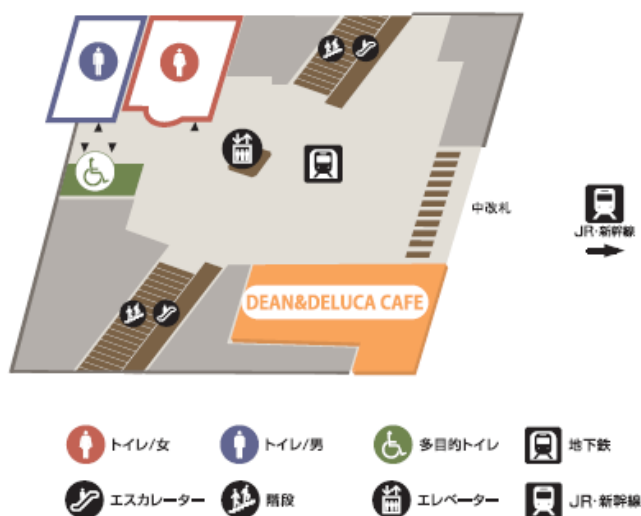 中改札
JR・新幹線
DEAN&DELUCA CAFE
トイレ/女 トイレ/男 多目的トイレ 地下鉄
エスカレーター 階段 エレベーター JR・新幹線